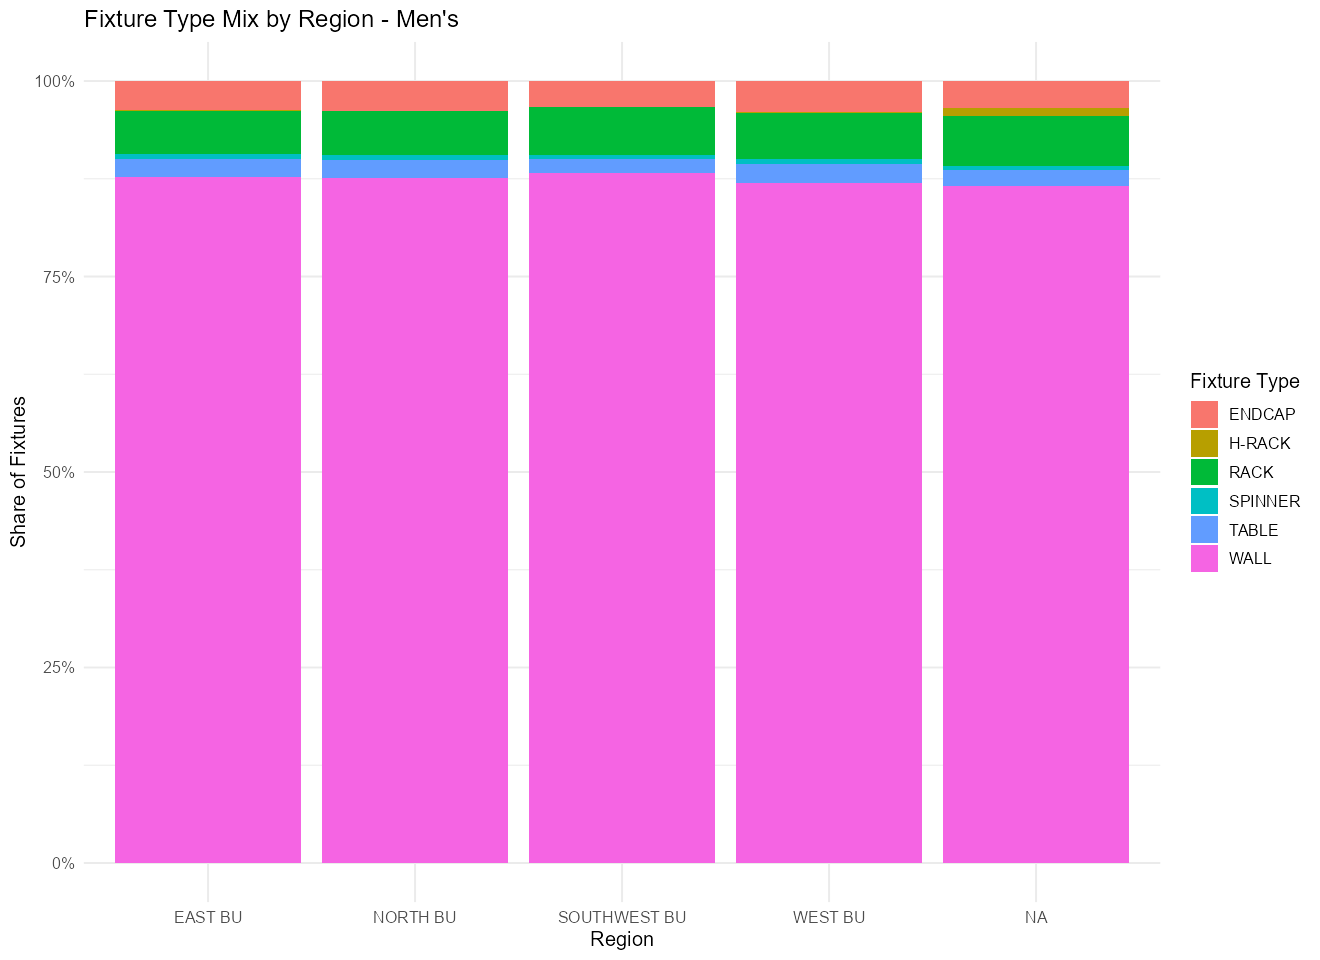 Fixture Type Mix by Region - Men's
100%
75%
50%
25%
0%
Share of Fixtures
EAST BU
NORTH BU
SOUTHWEST BU
WEST BU
NA
Region
Fixture Type
ENDCAP
H-RACK
RACK
SPINNER
TABLE
WALL